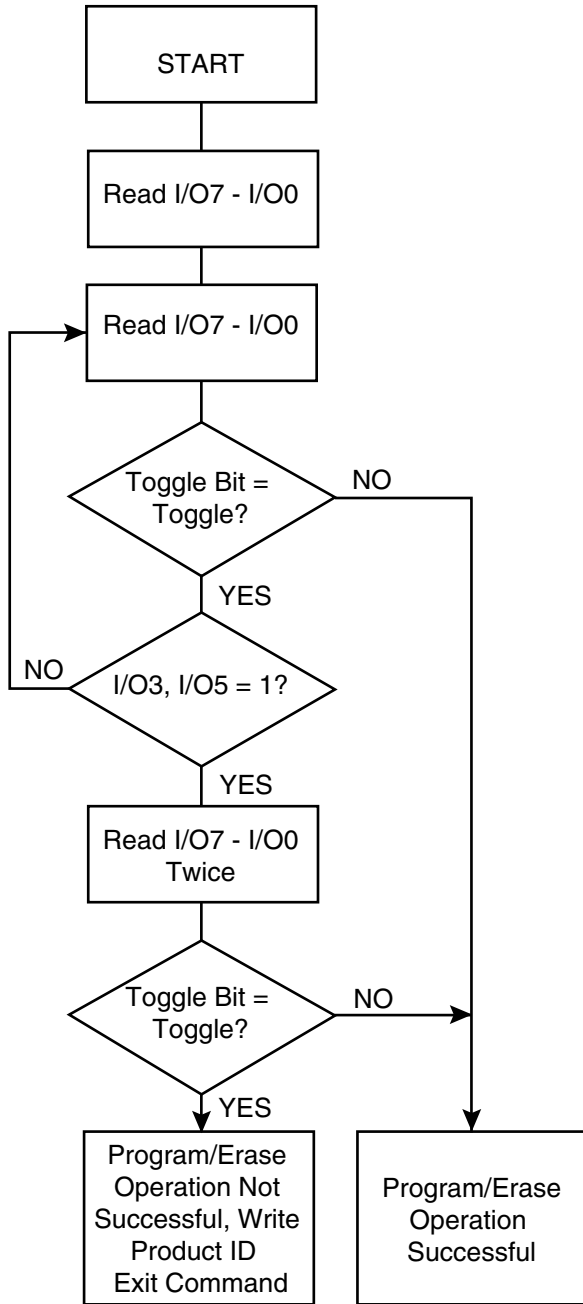 START
Read I/O7 - I/O0
Read I/O7 - I/O0
Toggle Bit =
Toggle?
NO
YES
NO
I/O3, I/O5 = 1?
YES
Read I/O7 - I/O0
Twice
Toggle Bit =
Toggle?
NO
YES
Program/Erase
Operation Not
Successful, Write
Product ID
Exit Command
Program/Erase
Operation
Successful